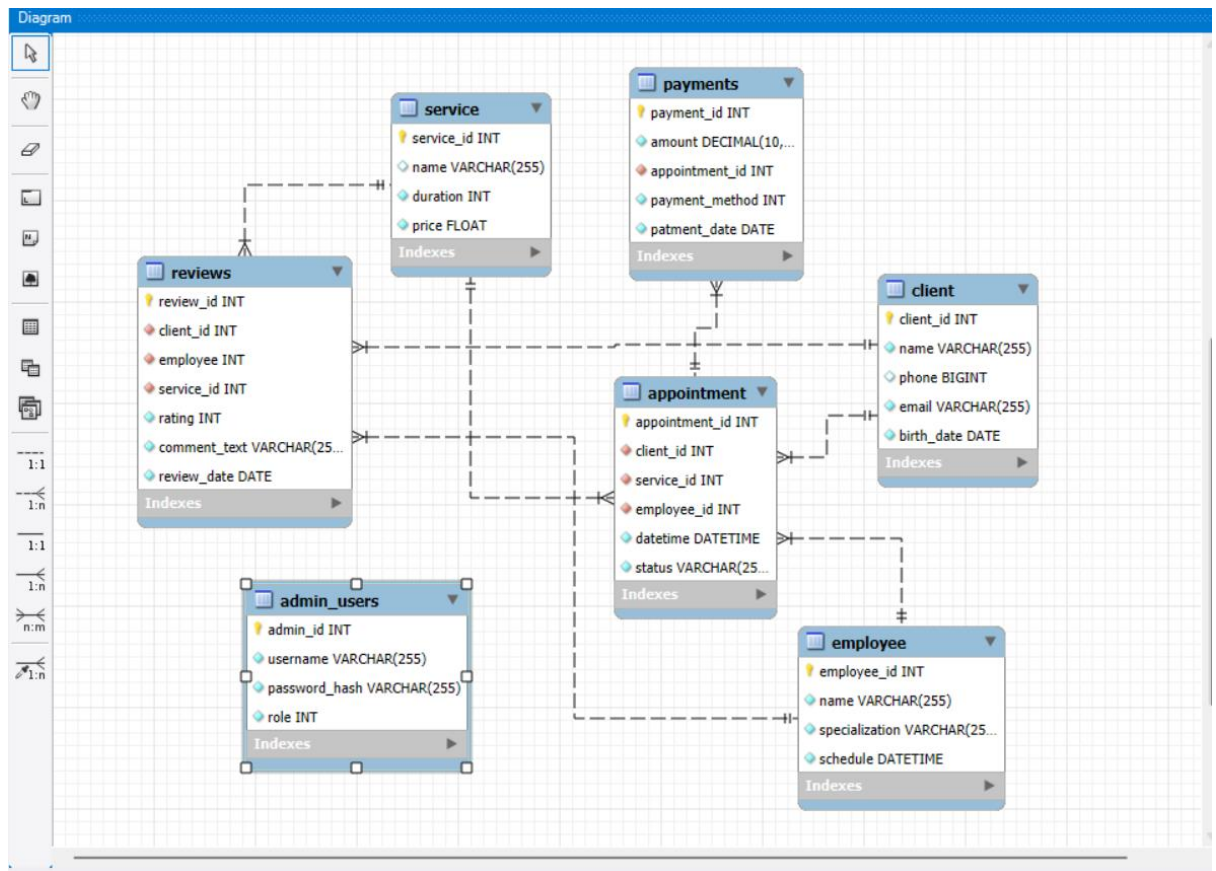 Diagram
1:1
1:n
1:1
1:n
n:m
1:n
service
service_id INT
name VARCHAR(255)
duration INT
price FLOAT
Indexes
payments
payment_id INT
amount DECIMAL(10,...
appointment_id INT
payment_method INT
patment_date DATE
Indexes
reviews
review_id INT
client_id INT
employee INT
service_id INT
rating INT
comment_text VARCHAR(25...
review_date DATE
Indexes
client
client_id INT
name VARCHAR(255)
phone BIGINT
email VARCHAR(255)
birth_date DATE
Indexes
appointment
appointment_id INT
client_id INT
service_id INT
employee_id INT
datetime DATETIME
status VARCHAR(25...
Indexes
admin_users
admin_id INT
username VARCHAR(255)
password_hash VARCHAR(255)
role INT
Indexes
employee
employee_id INT
name VARCHAR(255)
specialization VARCHAR(25...
schedule DATETIME
Indexes